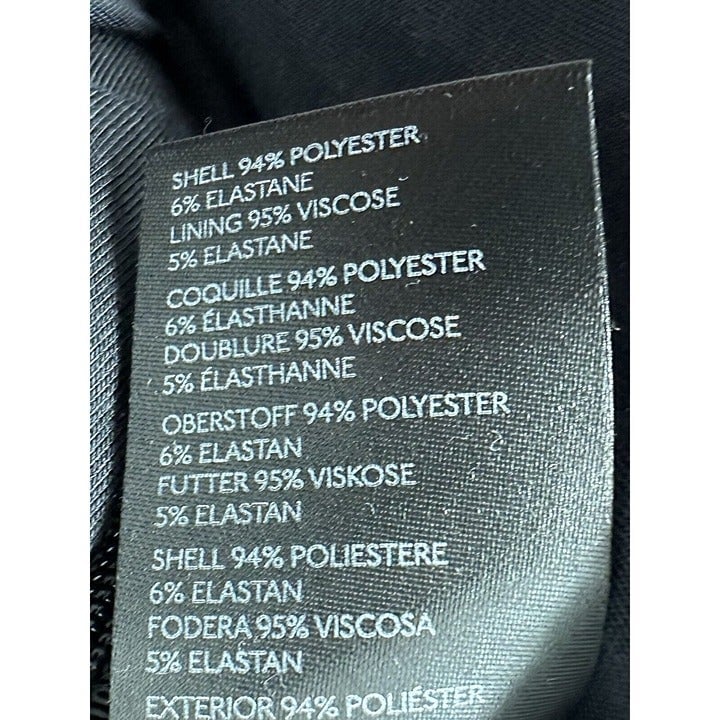 SHELL 94% POLYESTER
6% ELASTANE
LINING 95% VISCOSE
5% ELASTANE
COQUILLE 94% POLYESTER
6% ÉLASTHANNE
DOUBLURE 95% VISCOSE
5% ÉLASTHANNE
OBERSTOFF 94% POLYESTER
6% ELASTAN
FUTTER 95% VISKOSE
5% ELASTAN
SHELL 94% POLIESTERE
6% ELASTAN
FODERA 95% VISCOSA
5% ELASTAN
EXTERIOR 94% POLIÉSTER